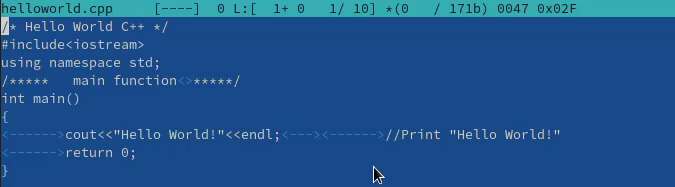 helloworld.cpp [----] 0 L:[ 1+ 0 1/ 10] *(0 / 171b) 0047 0x02F
/* Hello World C++ */
#include<iostream>
using namespace std;
/***** main function<>*****/
int main()
{
<------>cout<<"Hello World!"<<endl;<---><------>//Print "Hello World!"
<------>return 0;
}